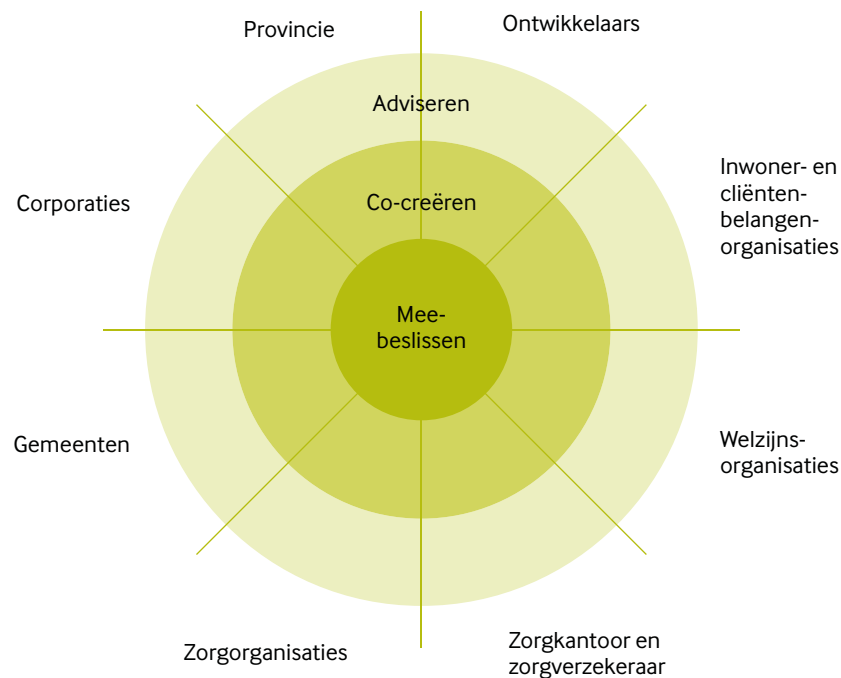 Provincie
Ontwikkelaars
Adviseren
Inwoner- en
cliënten-
belangen-
organisaties
Corporaties
Co-creëren
Mee-
beslissen
Gemeenten
Welzijns-
organisaties
Zorgorganisaties
Zorgkantoor en
zorgverzekeraar